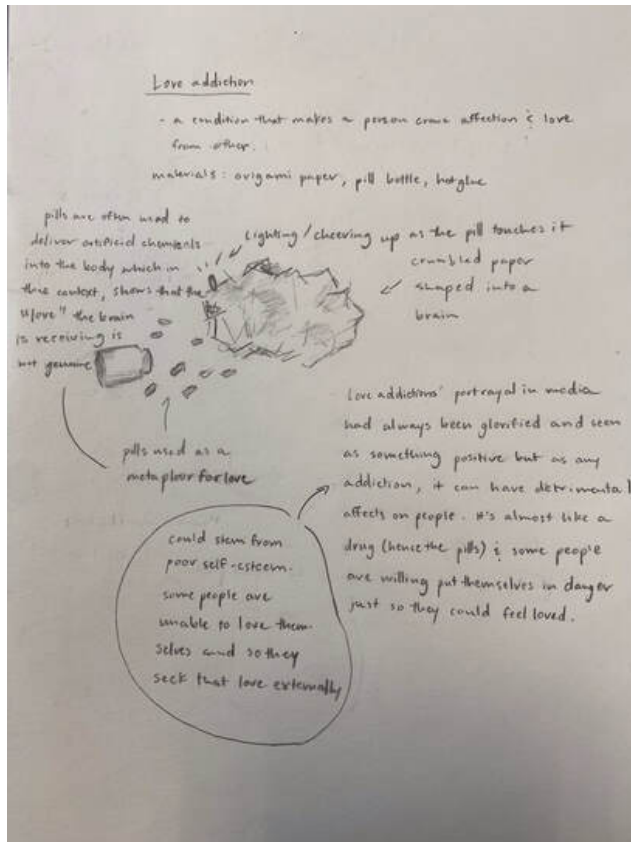 Love addiction
- a condition that makes a person crave affection & love
from other.
materials: origami paper, pill bottle, hotglue
pills are often used to
deliver artificial chemicals
into the body which in
this context, shows that the
"love" the brain
is receiving is
not genuine
Lighting/cheering up as the pill touches it
crumbled paper
shaped into a
brain
pills used as a
metaphor for love
Love addictions' portrayal in media
had always been glorified and seen
as something positive but as any
addiction, it can have detrimental
affects on people. It's almost like a
drug (hence the pills) & some people
are willing put themselves in danger
just so they could feel loved.
could stem from
poor self-esteem.
some people are
unable to love them-
selves and so they
seek that love externally